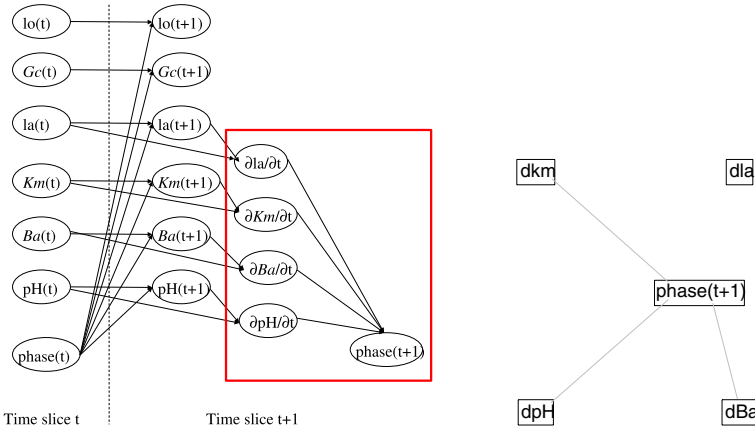 lo(t)
lo(t+1)
Gc(t)
Gc(t+1)
la(t)
la(t+1)
∂la/∂t
Km(t)
Km(t+1)
∂Km/∂t
Ba(t)
Ba(t+1)
∂Ba/∂t
pH(t)
pH(t+1)
∂pH/∂t
phase(t)
phase(t+1)
Time slice t
Time slice t+1
dkm
dla
phase(t+1)
dpH
dBa